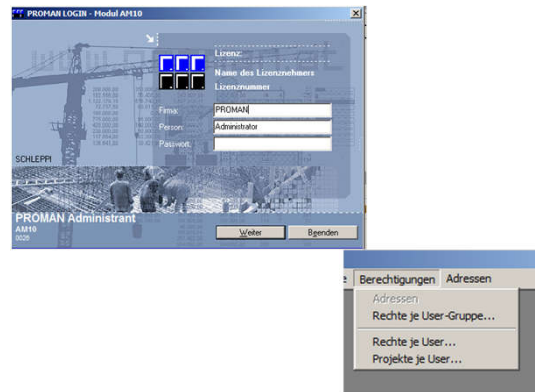 PROMAN LOGIN - Modul AM10
Lizenz:
Name des Lizenznehmers
Lizenznummer
Firma: PROMAN
Person: Administrator
Passwort:
SCHLEPPI
PROMAN Administrant
AM10
0028
Weiter Beenden
Berechtigungen Adressen
Adressen
Rechte je User-Gruppe...
Rechte je User...
Projekte je User...